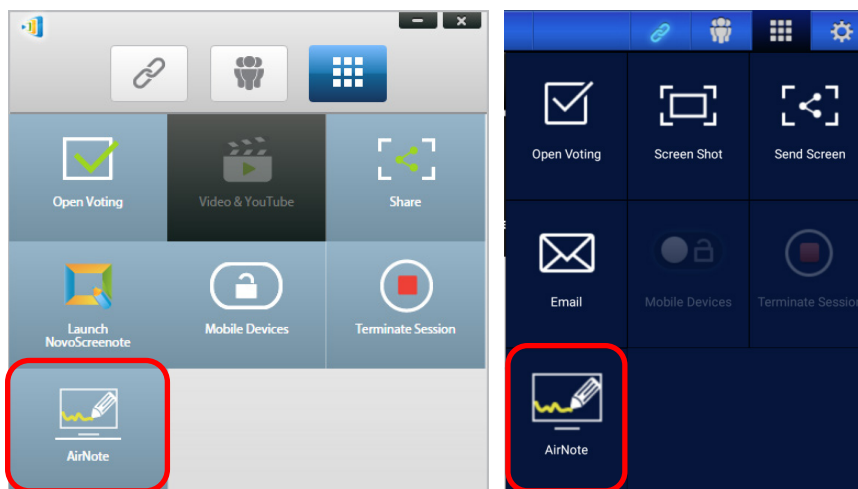 Open Voting
Video & YouTube
Share
Launch
NovoScreenote
Mobile Devices
Terminate Session
AirNote
Open Voting
Screen Shot
Send Screen
Email
Mobile Devices
Terminate Session
AirNote